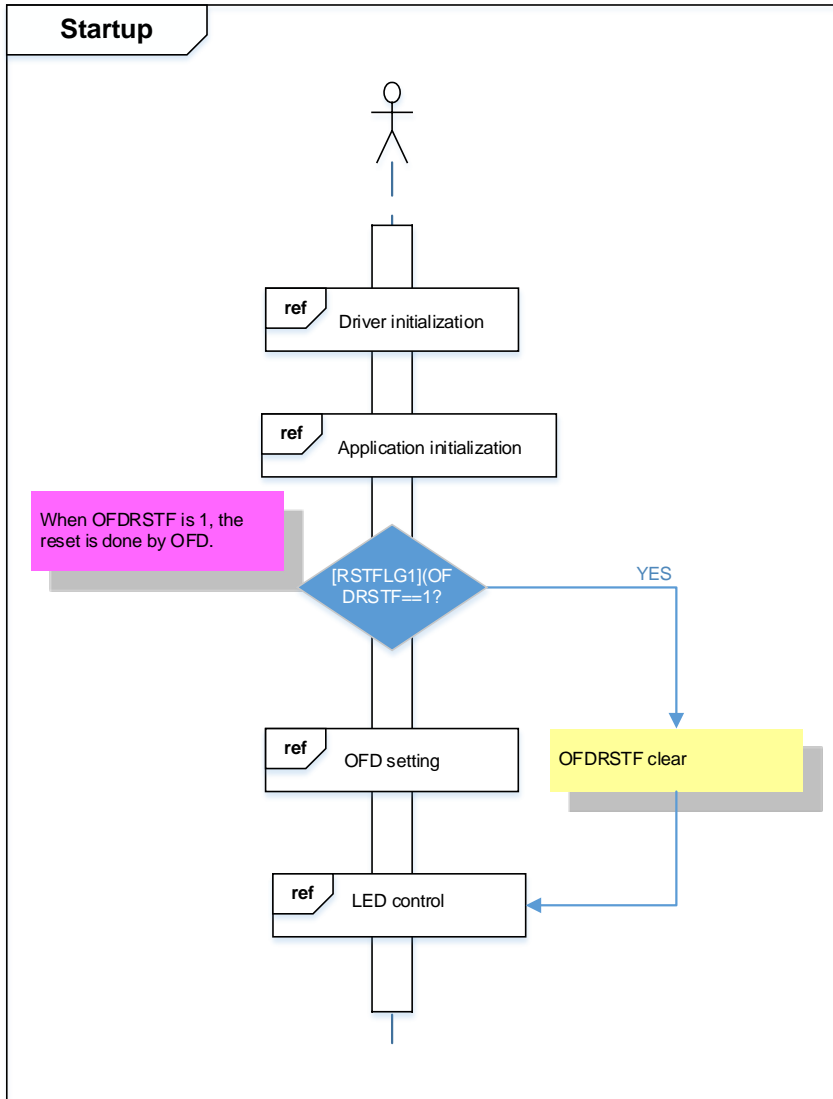 Startup
ref
Driver initialization
ref
Application initialization
When OFDRSTF is 1, the
reset is done by OFD.
[RSTFLG1](OF
DRSTF==1?
YES
ref
OFD setting
OFDRSTF clear
ref
LED control